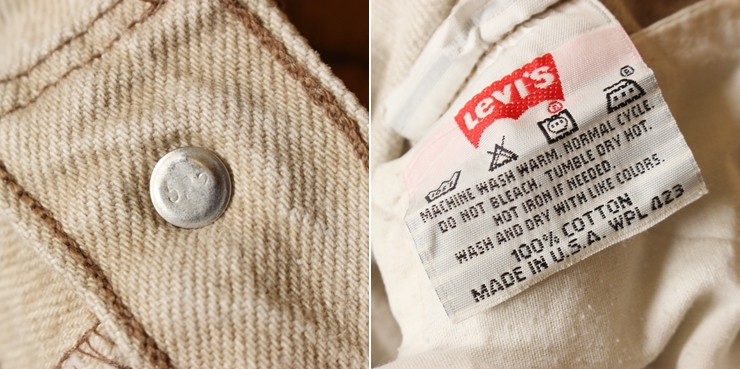 Levi's
MACHINE WASH WARM. NORMAL CYCLE.
DO NOT BLEACH. TUMBLE DRY HOT.
HOT IRON IF NEEDED.
WASH AND DRY WITH LIKE COLORS.
100% COTTON
MADE IN U.S.A. WPL 423